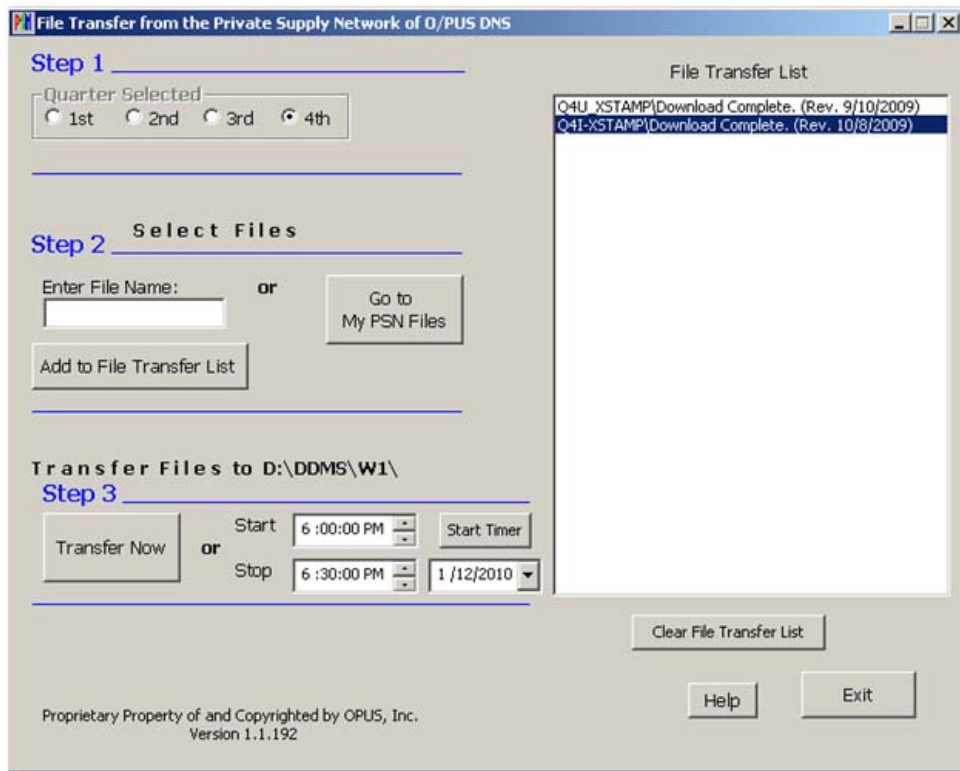 File Transfer from the Private Supply Network of O/PUS DNS
Step 1
Quarter Selected
1st 2nd 3rd 4th
Select Files
Step 2
Enter File Name:
or
Go to
My PSN Files
Add to File Transfer List
Transfer Files to D:\DDMS\W1\
Step 3
Transfer Now
or
Start
6 :00:00 PM
Start Timer
Stop
6 :30:00 PM
1 /12/2010
File Transfer List
Q4U_XSTAMP\Download Complete. (Rev. 9/10/2009)
Q4I-XSTAMP\Download Complete. (Rev. 10/8/2009)
Clear File Transfer List
Help
Exit
Proprietary Property of and Copyrighted by OPUS, Inc.
Version 1.1.192